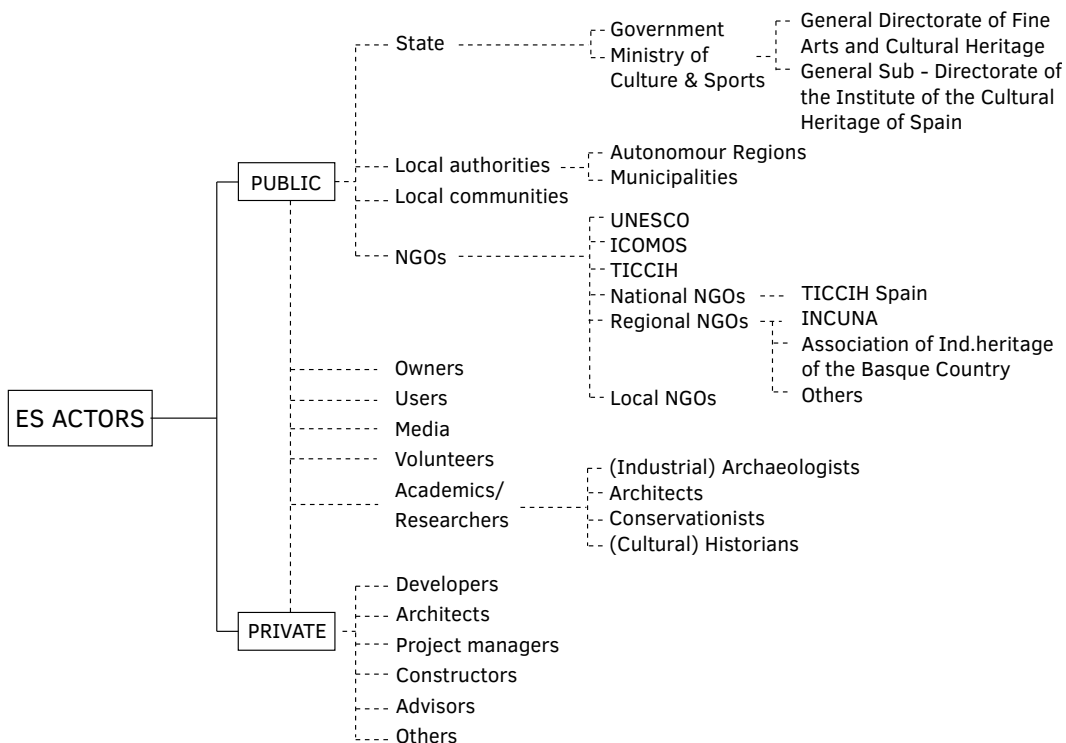 ES ACTORS
PUBLIC
State
Government
Ministry of
Culture & Sports
General Directorate of Fine
Arts and Cultural Heritage
General Sub - Directorate of
the Institute of the Cultural
Heritage of Spain
Local authorities
Autonomour Regions
Municipalities
Local communities
NGOs
UNESCO
ICOMOS
TICCIH
National NGOs
TICCIH Spain
Regional NGOs
INCUNA
Association of Ind.heritage
of the Basque Country
Others
Local NGOs
Owners
Users
Media
Volunteers
Academics/
Researchers
(Industrial) Archaeologists
Architects
Conservationists
(Cultural) Historians
PRIVATE
Developers
Architects
Project managers
Constructors
Advisors
Others